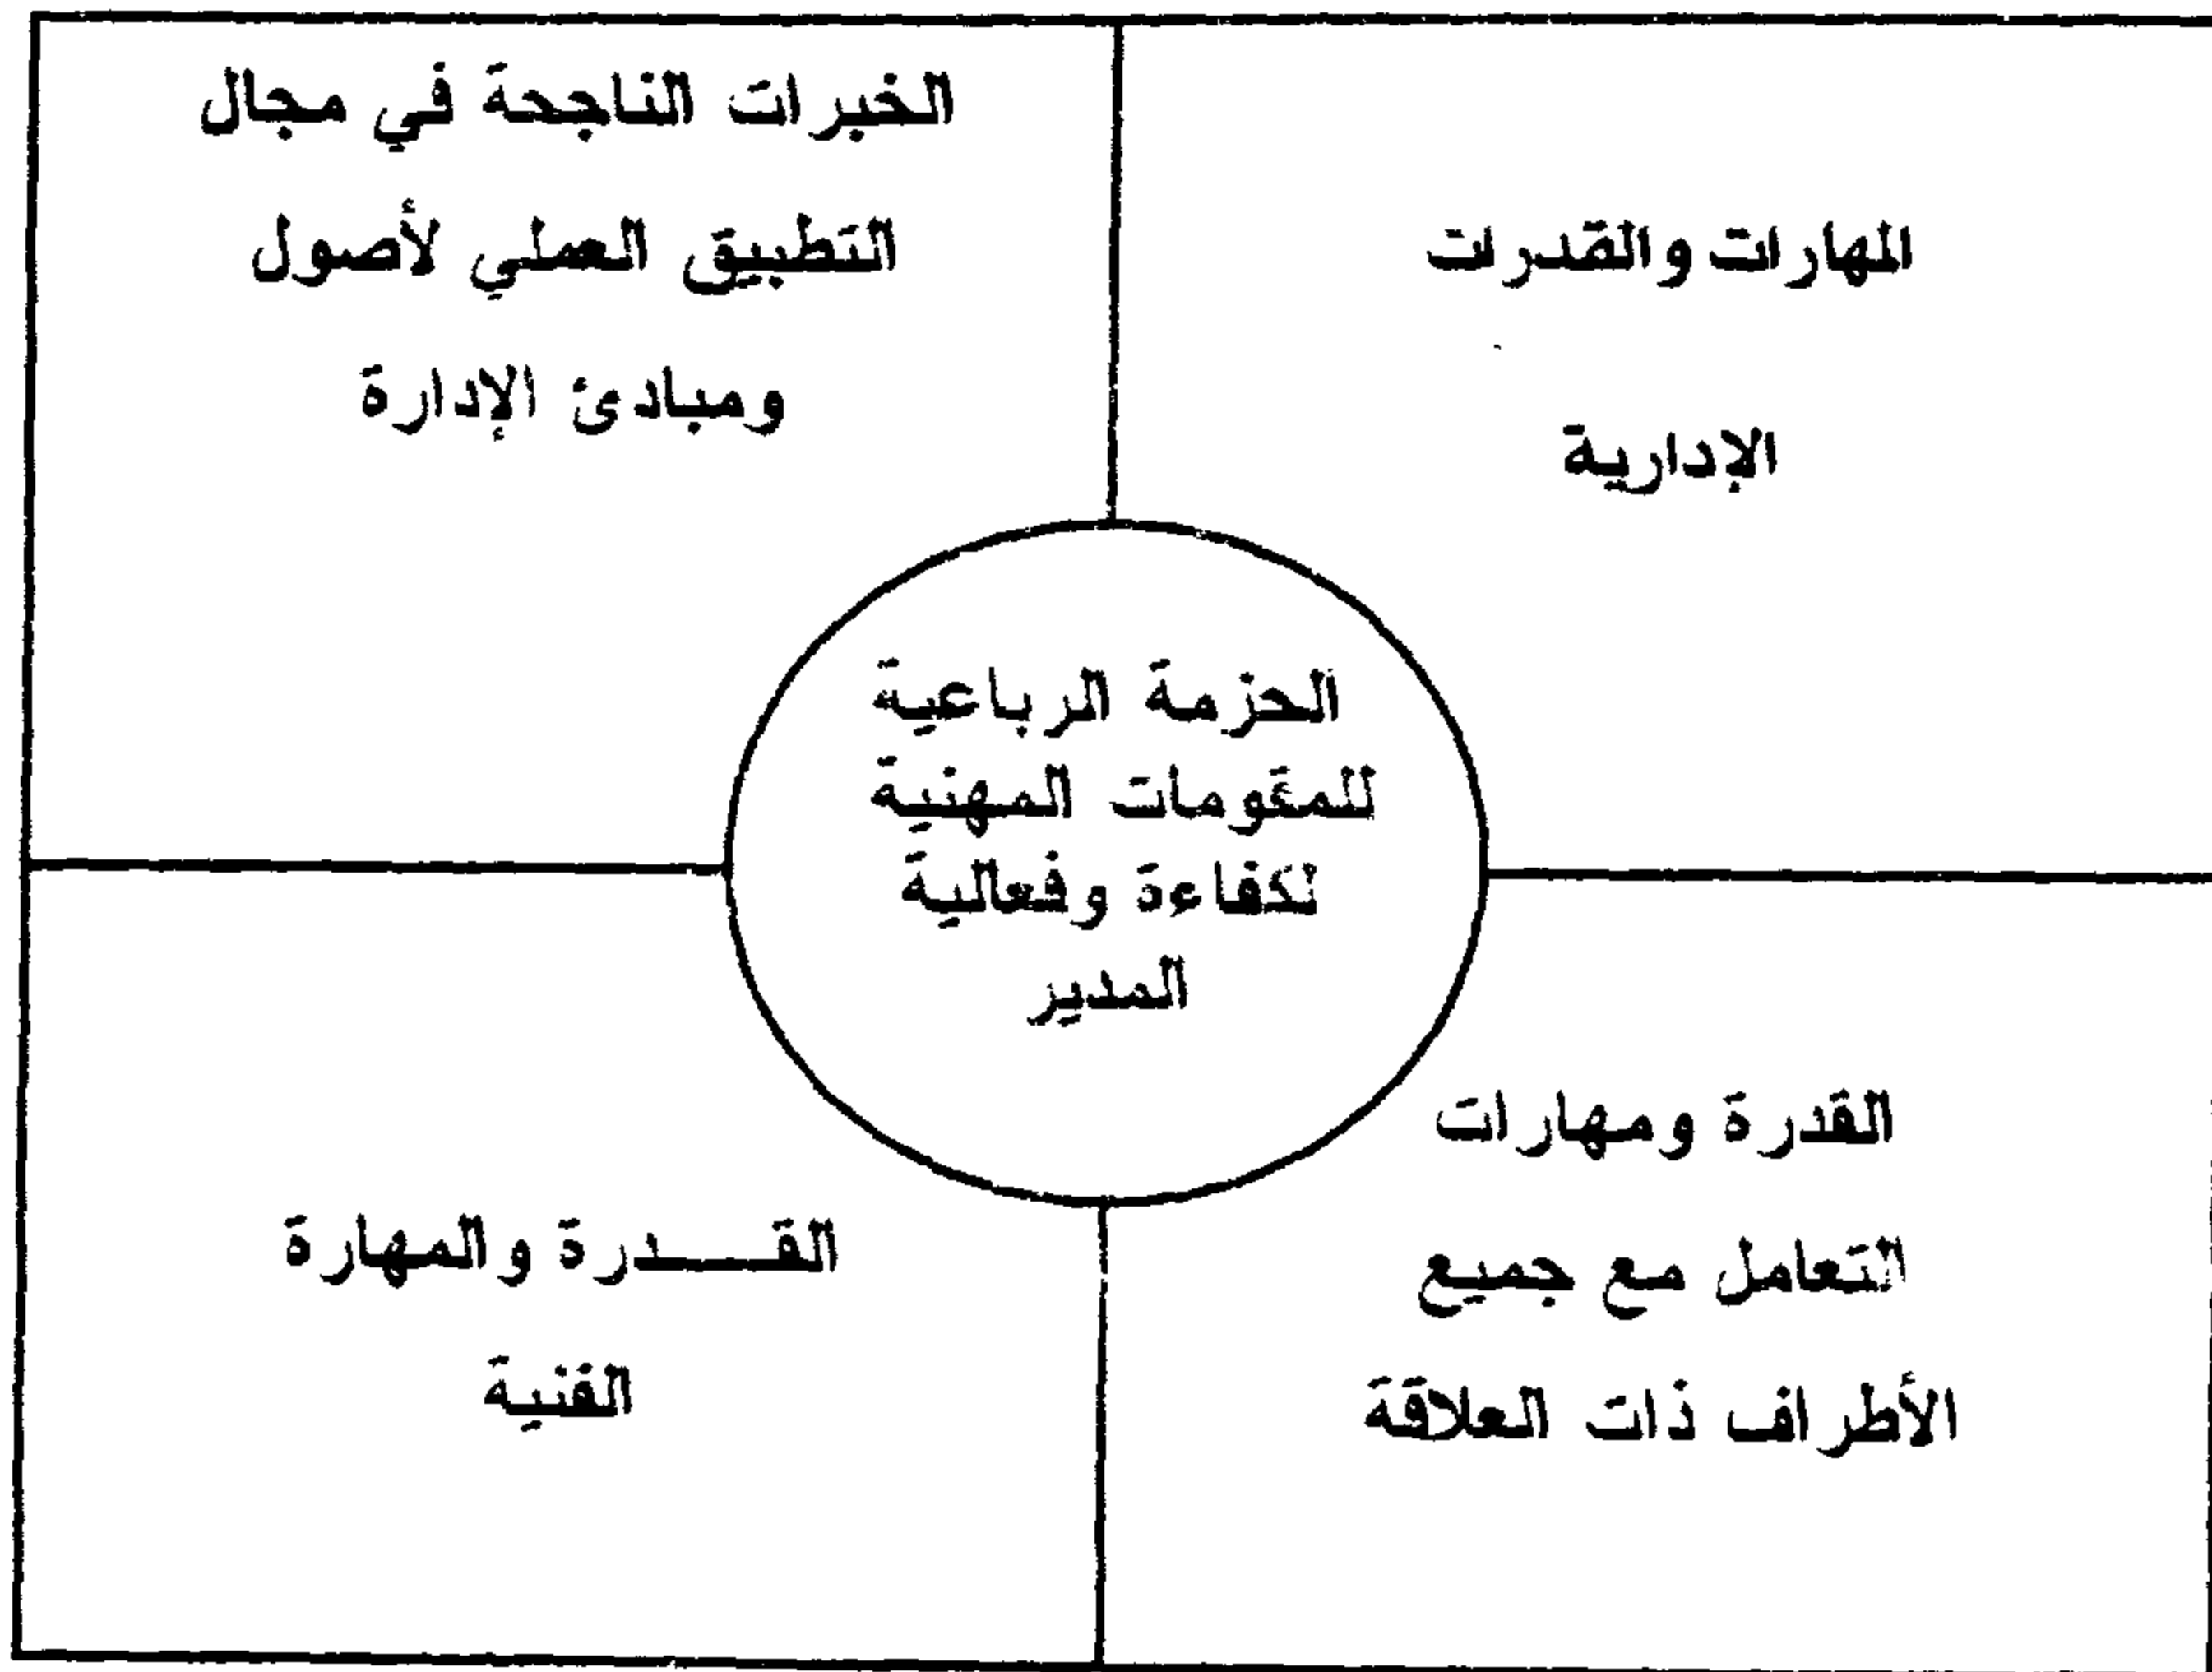 المهارات والقدرات
الإدارية
الخبرات الناجحة في مجال
التطبيق العملي لأصول
ومبادئ الإدارة
الحزمة الرباعية
للمقومات المهنية
لكفاءة وفعالية
المدير
القدرة ومهارات
التعامل مع جميع
الأطراف ذات العلاقة
القـــدرة والمهارة
الفنية